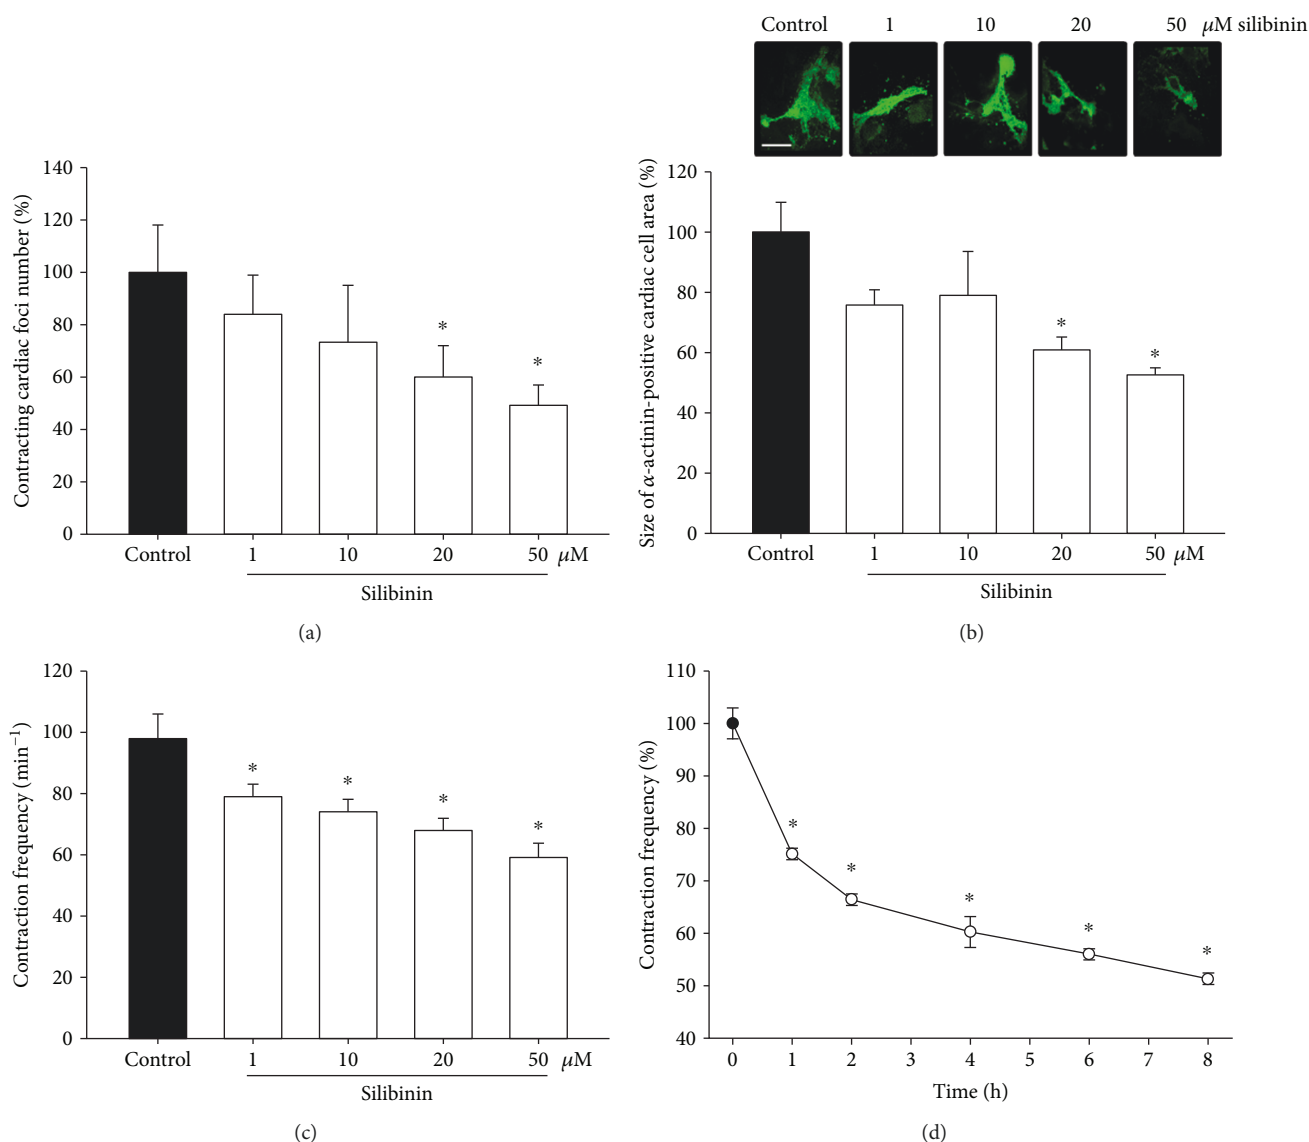 Control 1 10 20 50 μM silibinin
Contracting cardiac foci number (%)
140
120
100
80
60
40
20
0
Control 1 10 20 50 μM
Silibinin
* *
(a)
Size of α-actinin-positive cardiac cell area (%)
120
100
80
60
40
20
0
Control 1 10 20 50 μM
Silibinin
* *
(b)
Contraction frequency (min⁻¹)
120
100
80
60
40
20
0
Control 1 10 20 50 μM
Silibinin
* * * *
(c)
Contraction frequency (%)
110
100
90
80
70
60
50
40
0 1 2 3 4 5 6 7 8
Time (h)
* * * * *
(d)